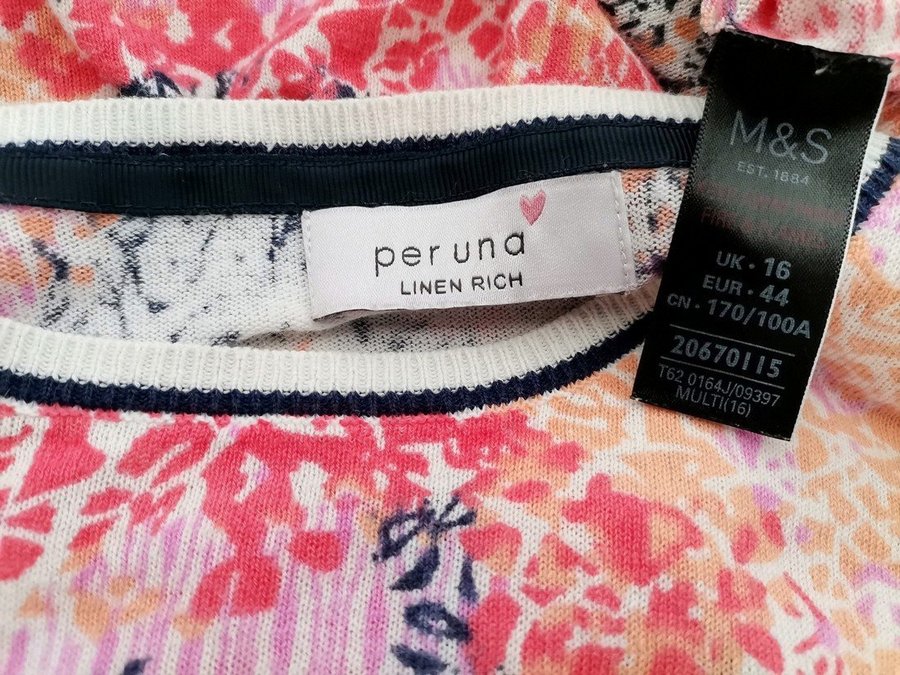 per una
LINEN RICH
M&S
EST. 1884
UK · 16
EUR · 44
CN · 170/100A
20670115
T62 0164J/09397
MULTI(16)